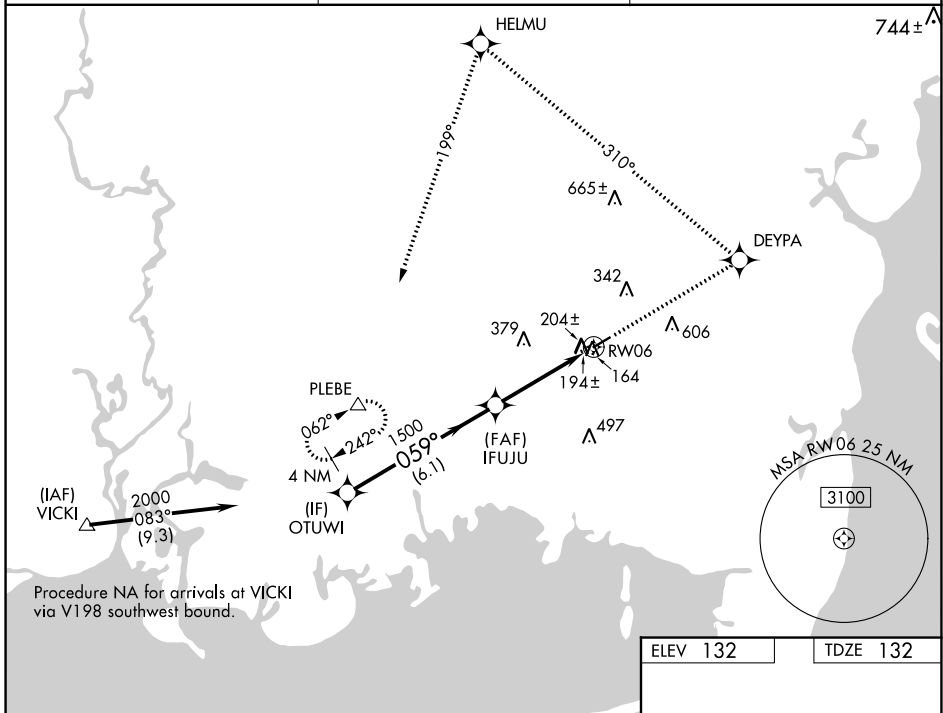 HELMU
744±
199°
310°
665±
DEYPA
342
379
204±
606
RW06
194±
164
PLEBE
062°
242°
1500
059°
(6.1)
(FAF)
IFUJU
497
4 NM
(IAF)
VICKI
2000
083°
(9.3)
(IF)
OTUWI
MSA RW06 25 NM
3100
Procedure NA for arrivals at VICKI
via V198 southwest bound.
ELEV 132
TDZE 132